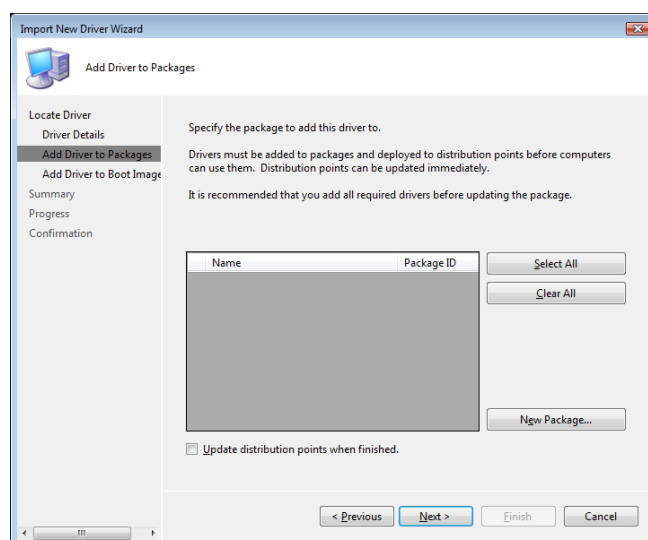 Import New Driver Wizard
Add Driver to Packages
Locate Driver
Driver Details
Add Driver to Packages
Add Driver to Boot Image
Summary
Progress
Confirmation
Specify the package to add this driver to.
Drivers must be added to packages and deployed to distribution points before computers
can use them. Distribution points can be updated immediately.
It is recommended that you add all required drivers before updating the package.
Name Package ID
Select All
Clear All
New Package...
Update distribution points when finished.
< Previous Next > Finish Cancel